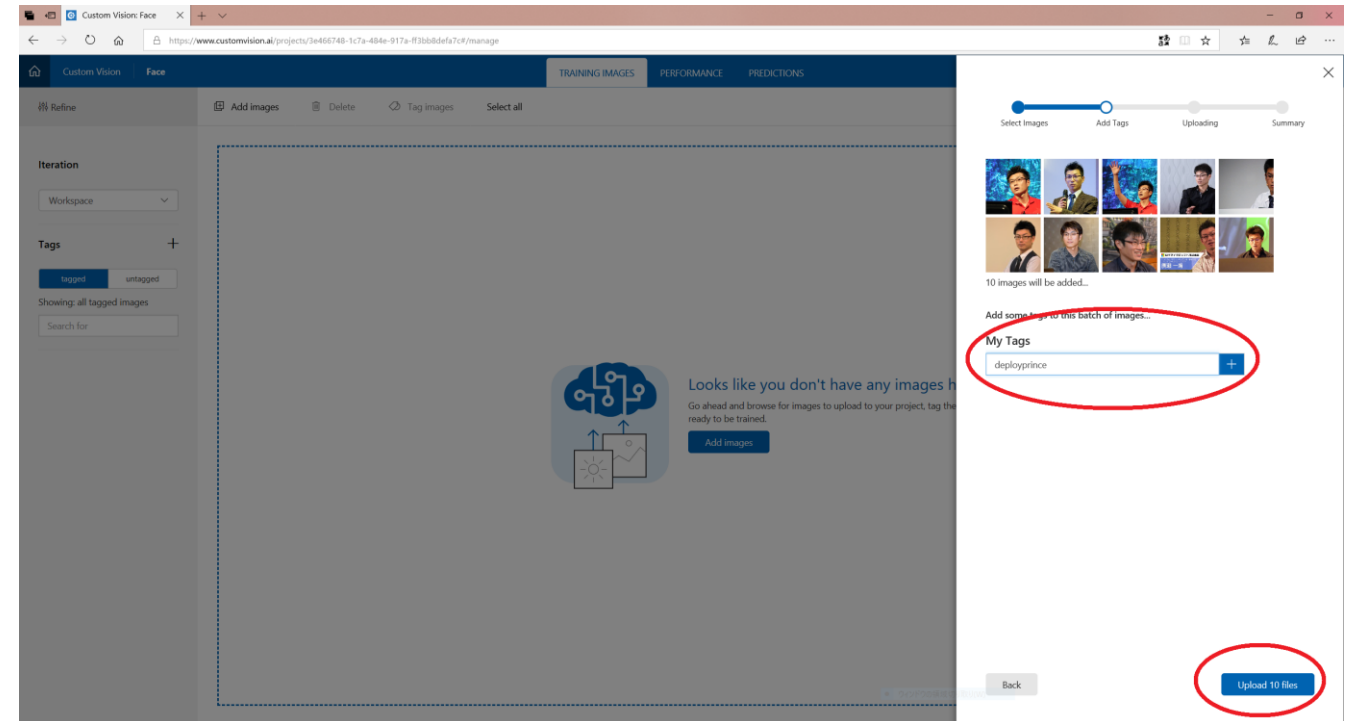 Custom Vision: Face
https://www.customvision.ai/projects/3e466748-1c7a-484e-917a-ff3bb8defa7c#/manage
Custom Vision Face
TRAINING IMAGES PERFORMANCE PREDICTIONS
Refine
Add images Delete Tag images Select all
Select Images Add Tags Uploading Summary
Iteration
Workspace
Tags
tagged untagged
Showing: all tagged images
Search for
10 images will be added...
Add some tags to this batch of images...
My Tags
deployprince
Looks like you don't have any images h
Go ahead and browse for images to upload to your project, tag the
ready to be trained.
Add images
Back
Upload 10 files